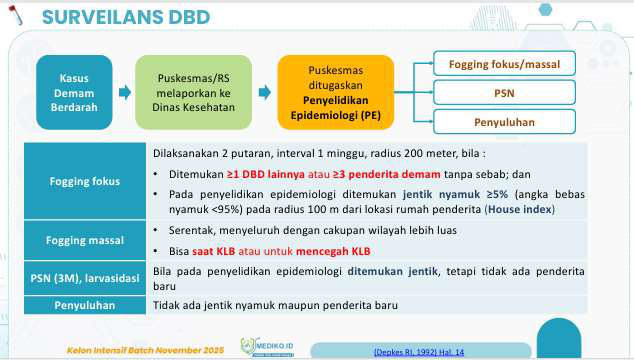 SURVEILANS DBD
Kasus
Demam
Berdarah
Puskesmas/RS
melaporkan ke
Dinas Kesehatan
Puskesmas
ditugaskan
Penyelidikan
Epidemiologi (PE)
Fogging fokus/massal
PSN
Penyuluhan
Fogging fokus
Dilaksanakan 2 putaran, interval 1 minggu, radius 200 meter, bila :
• Ditemukan ≥1 DBD lainnya atau ≥3 penderita demam tanpa sebab; dan
• Pada penyelidikan epidemiologi ditemukan jentik nyamuk ≥5% (angka bebas
nyamuk <95%) pada radius 100 m dari lokasi rumah penderita (House index)
Fogging massal
• Serentak, menyeluruh dengan cakupan wilayah lebih luas
• Bisa saat KLB atau untuk mencegah KLB
PSN (3M), larvasidasi
Bila pada penyelidikan epidemiologi ditemukan jentik, tetapi tidak ada penderita
baru
Penyuluhan
Tidak ada jentik nyamuk maupun penderita baru
Kelon Intensif Batch November 2025
MEDIKO.ID
(Depkes RI, 1992) Hal. 14